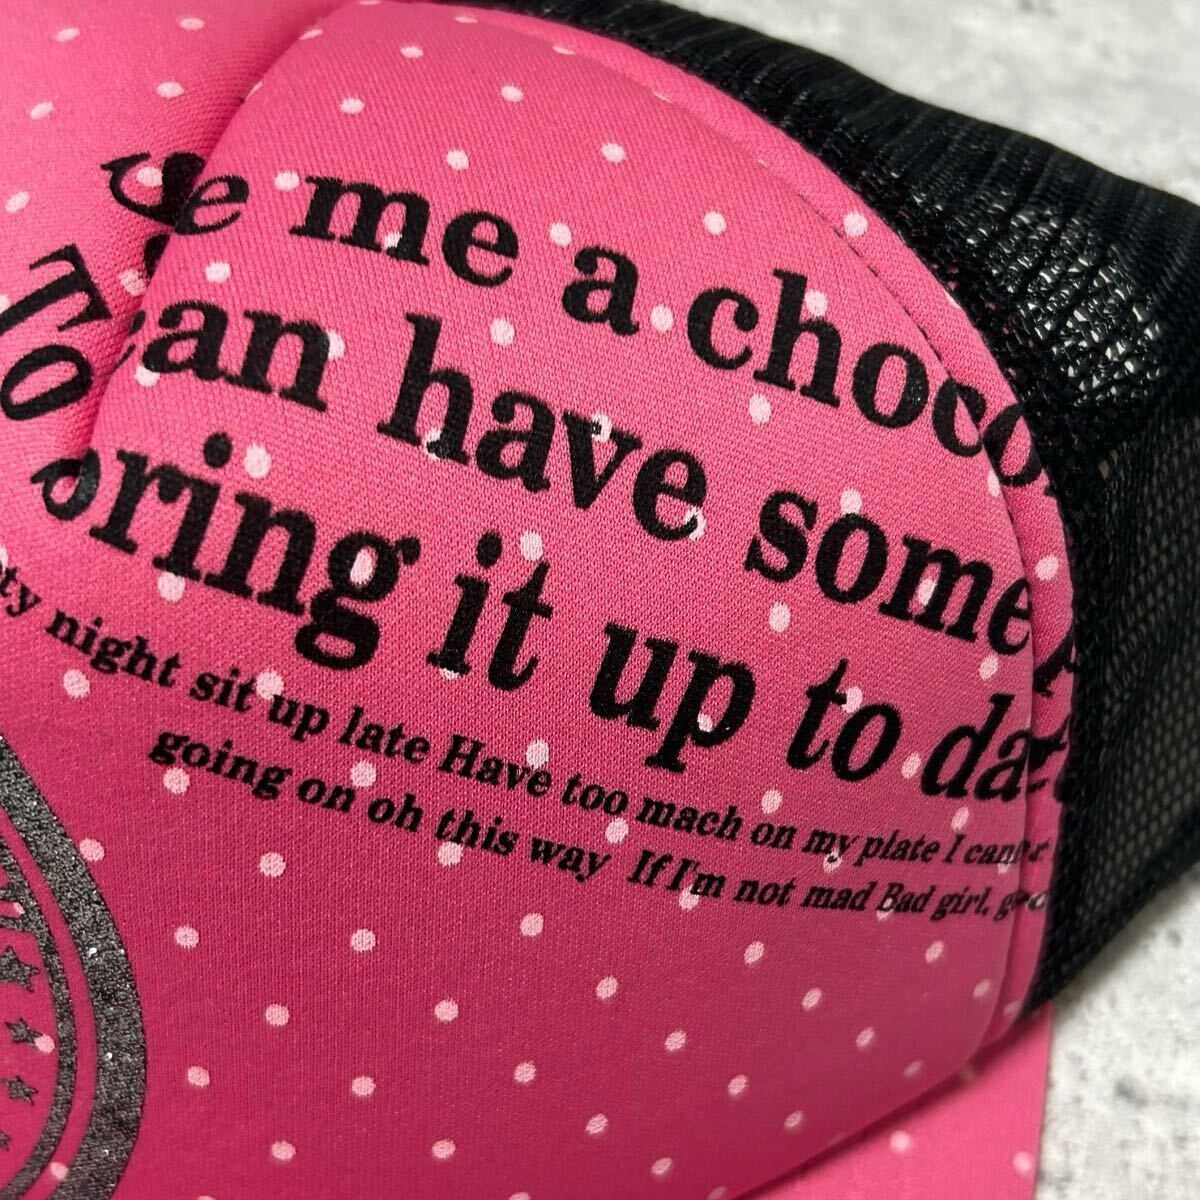 me a choco
To can have some
bring it up to dat
night sit up late Have too mach on my plate I can
going on oh this way If I'm not mad Bad girl. g